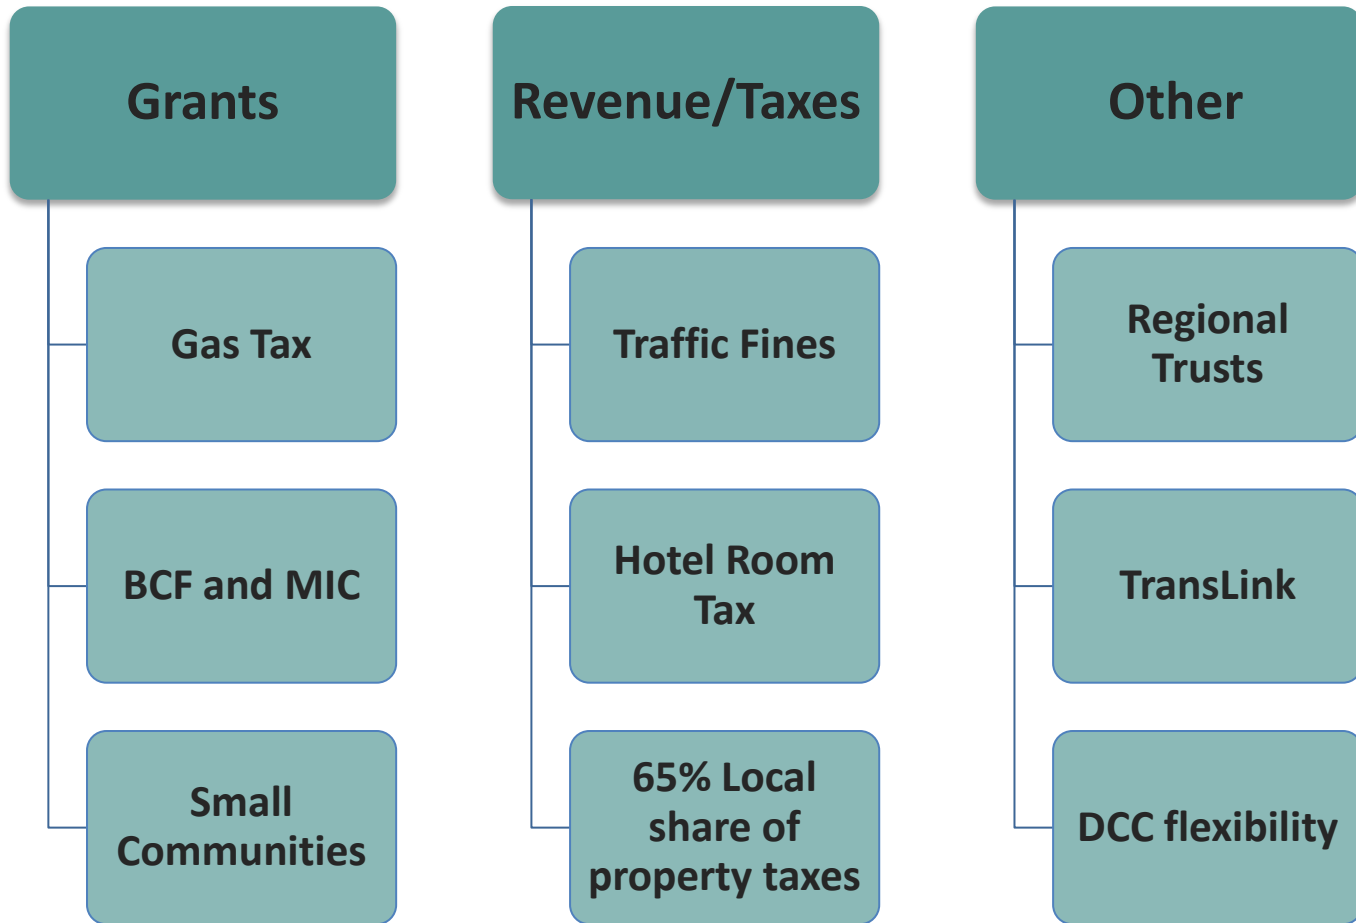 Grants
Gas Tax
BCF and MIC
Small
Communities
Revenue/Taxes
Traffic Fines
Hotel Room
Tax
65% Local
share of
property taxes
Other
Regional
Trusts
TransLink
DCC flexibility